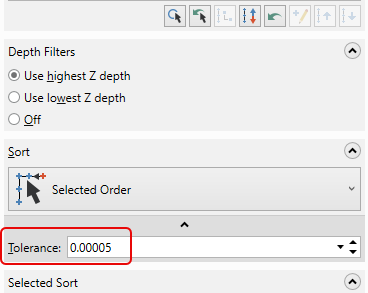 Depth Filters
Use highest Z depth
Use lowest Z depth
Off
Sort
Selected Order
Tolerance: 0.00005
Selected Sort